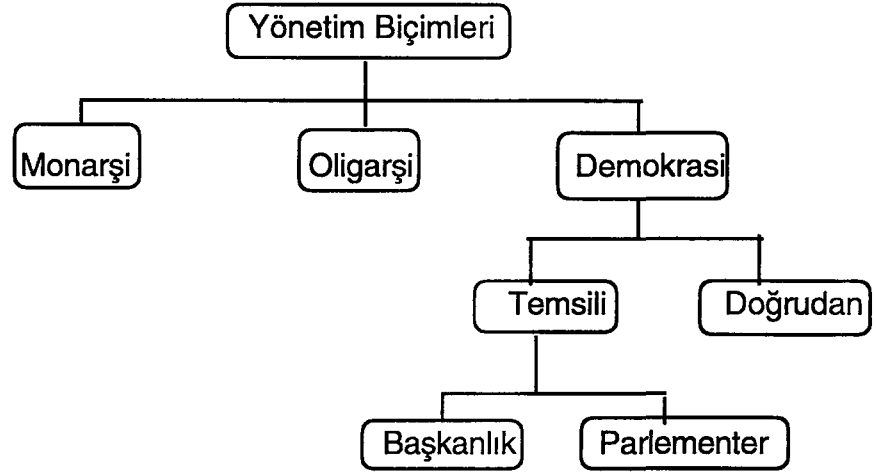 Yönetim Biçimleri
Monarşi
Oligarşi
Demokrasi
Temsili
Doğrudan
Başkanlık
Parlementer